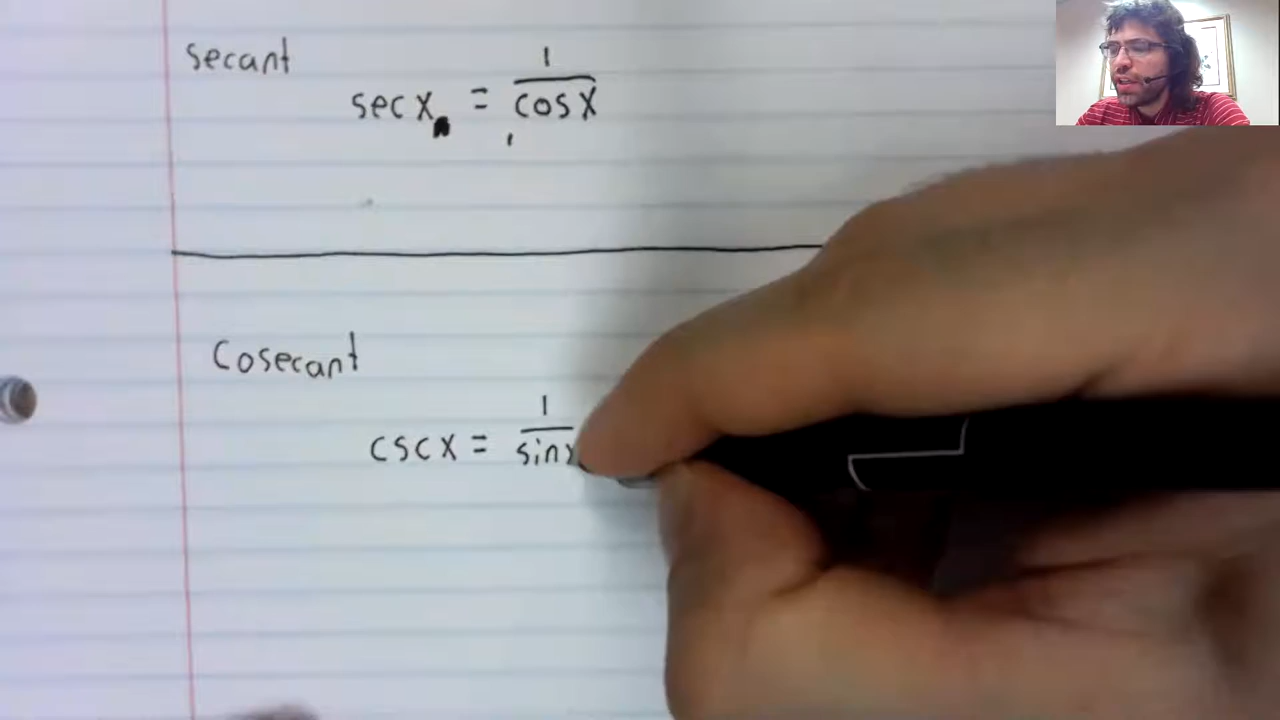 secant
sec x = 1/cos x
Cosecant
csc x = 1/sin x